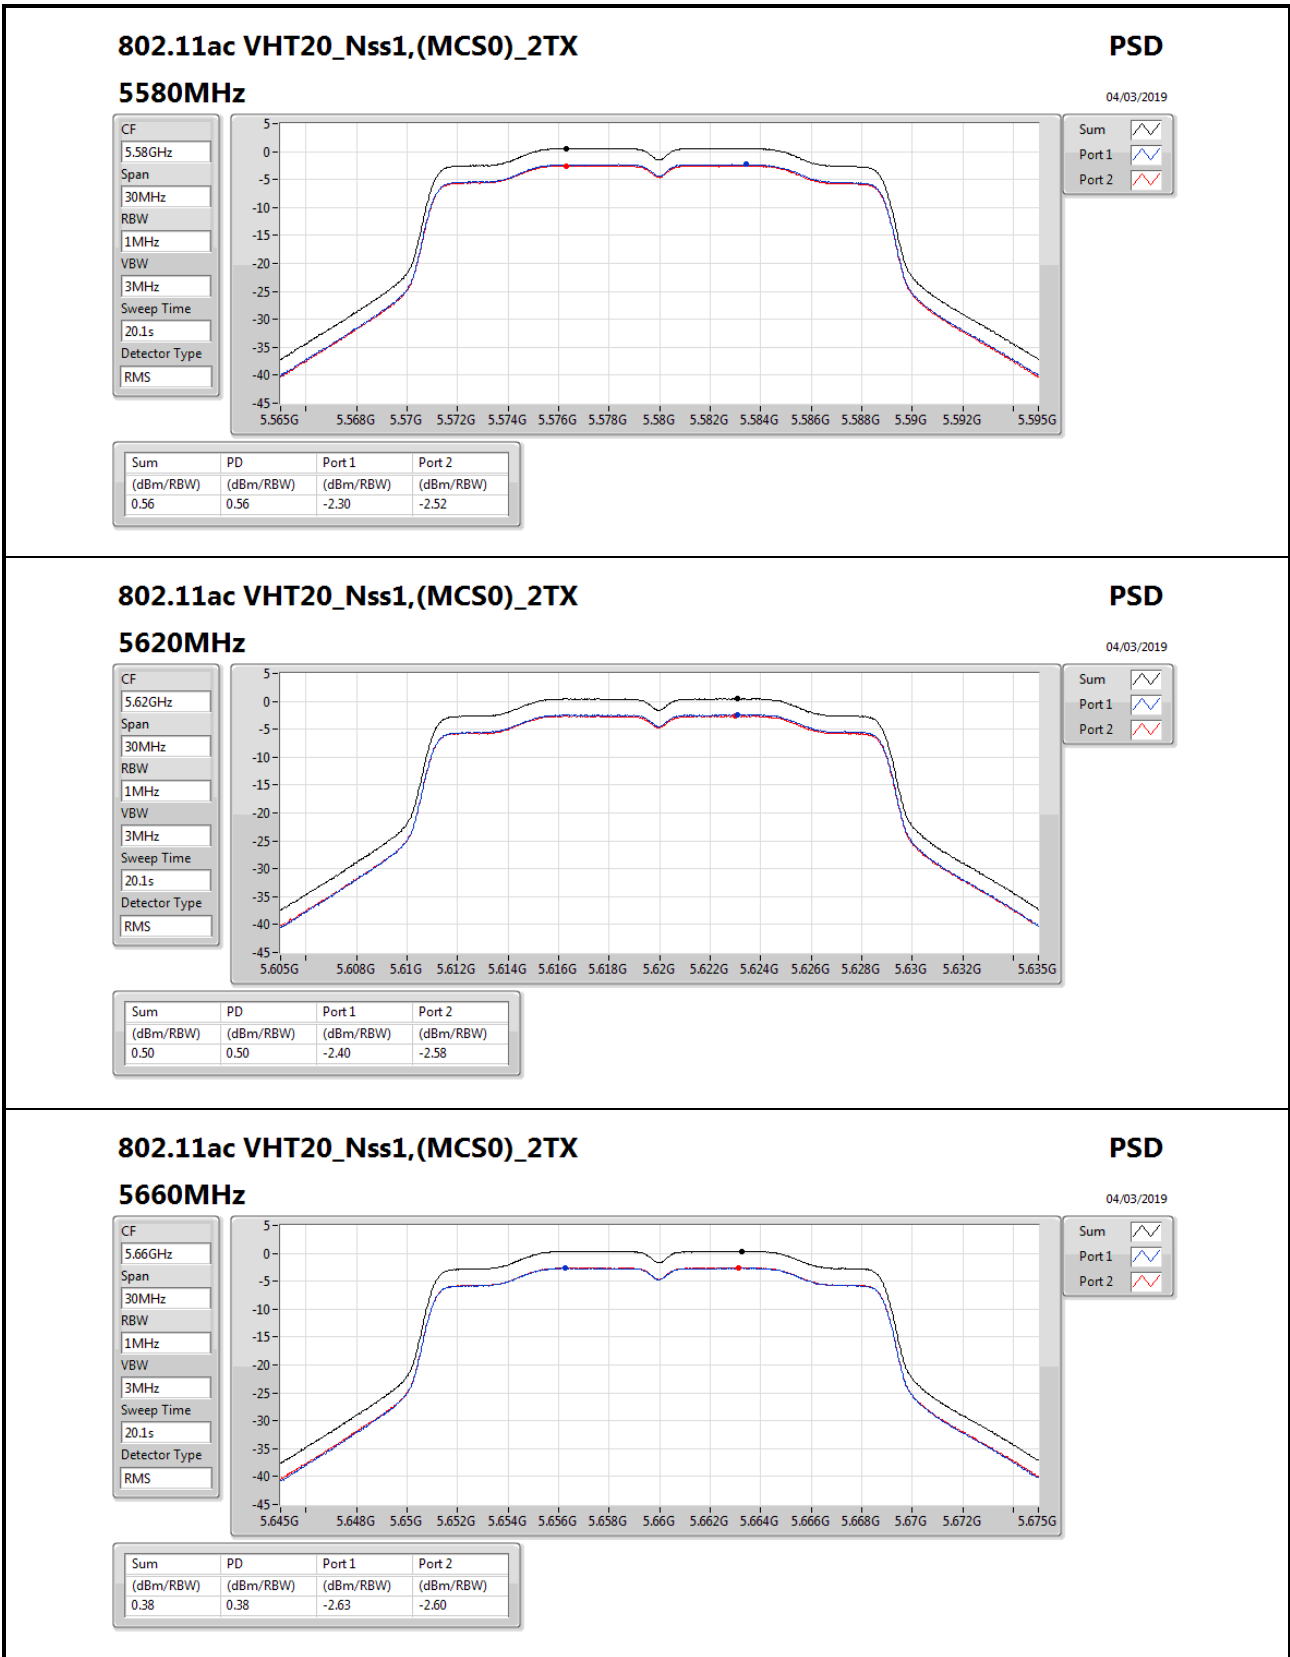 802.11ac VHT20_Nss1,(MCS0)_2TX PSD
5580MHz 04/03/2019
CF
5.58GHz
Span
30MHz
RBW
1MHz
VBW
3MHz
Sweep Time
20.1s
Detector Type
RMS
5
0
-5
-10
-15
-20
-25
-30
-35
-40
-45
5.565G 5.568G 5.57G 5.572G 5.574G 5.576G 5.578G 5.58G 5.582G 5.584G 5.586G 5.588G 5.59G 5.592G 5.595G
Sum
Port 1
Port 2
Sum PD Port 1 Port 2
(dBm/RBW) (dBm/RBW) (dBm/RBW) (dBm/RBW)
0.56 0.56 -2.30 -2.52
802.11ac VHT20_Nss1,(MCS0)_2TX PSD
5620MHz 04/03/2019
CF
5.62GHz
Span
30MHz
RBW
1MHz
VBW
3MHz
Sweep Time
20.1s
Detector Type
RMS
5
0
-5
-10
-15
-20
-25
-30
-35
-40
-45
5.605G 5.608G 5.61G 5.612G 5.614G 5.616G 5.618G 5.62G 5.622G 5.624G 5.626G 5.628G 5.63G 5.632G 5.635G
Sum
Port 1
Port 2
Sum PD Port 1 Port 2
(dBm/RBW) (dBm/RBW) (dBm/RBW) (dBm/RBW)
0.50 0.50 -2.40 -2.58
802.11ac VHT20_Nss1,(MCS0)_2TX PSD
5660MHz 04/03/2019
CF
5.66GHz
Span
30MHz
RBW
1MHz
VBW
3MHz
Sweep Time
20.1s
Detector Type
RMS
5
0
-5
-10
-15
-20
-25
-30
-35
-40
-45
5.645G 5.648G 5.65G 5.652G 5.654G 5.656G 5.658G 5.66G 5.662G 5.664G 5.666G 5.668G 5.67G 5.672G 5.675G
Sum
Port 1
Port 2
Sum PD Port 1 Port 2
(dBm/RBW) (dBm/RBW) (dBm/RBW) (dBm/RBW)
0.38 0.38 -2.63 -2.60